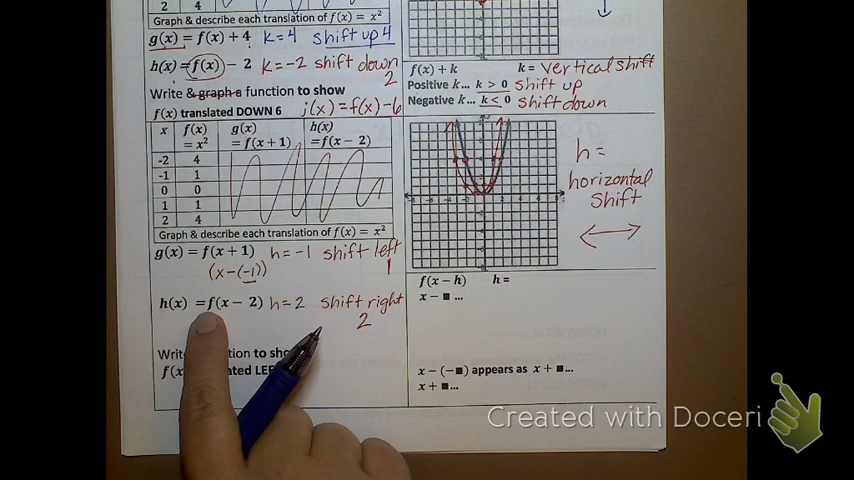 2 4
Graph & describe each translation of f(x) = x²
g(x) = f(x) + 4 k = 4 shift up 4
h(x) = f(x) − 2 k = −2 shift down 2
Write & graph a function to show
f(x) translated DOWN 6 j(x) = f(x) − 6
f(x) + k k = vertical shift
Positive k... k > 0 shift up
Negative k... k < 0 shift down
x f(x) = x² g(x) = f(x + 1) h(x) = f(x − 2)
-2 4
-1 1
0 0
1 1
2 4
Graph & describe each translation of f(x) = x²
g(x) = f(x + 1) h = −1 shift left 1
(x − (−1))
h(x) = f(x − 2) h = 2 shift right 2
h = horizontal shift
f(x − h) h =
x − ■ ...
x − (−■) appears as x + ■...
x + ■...
Created with Doceri